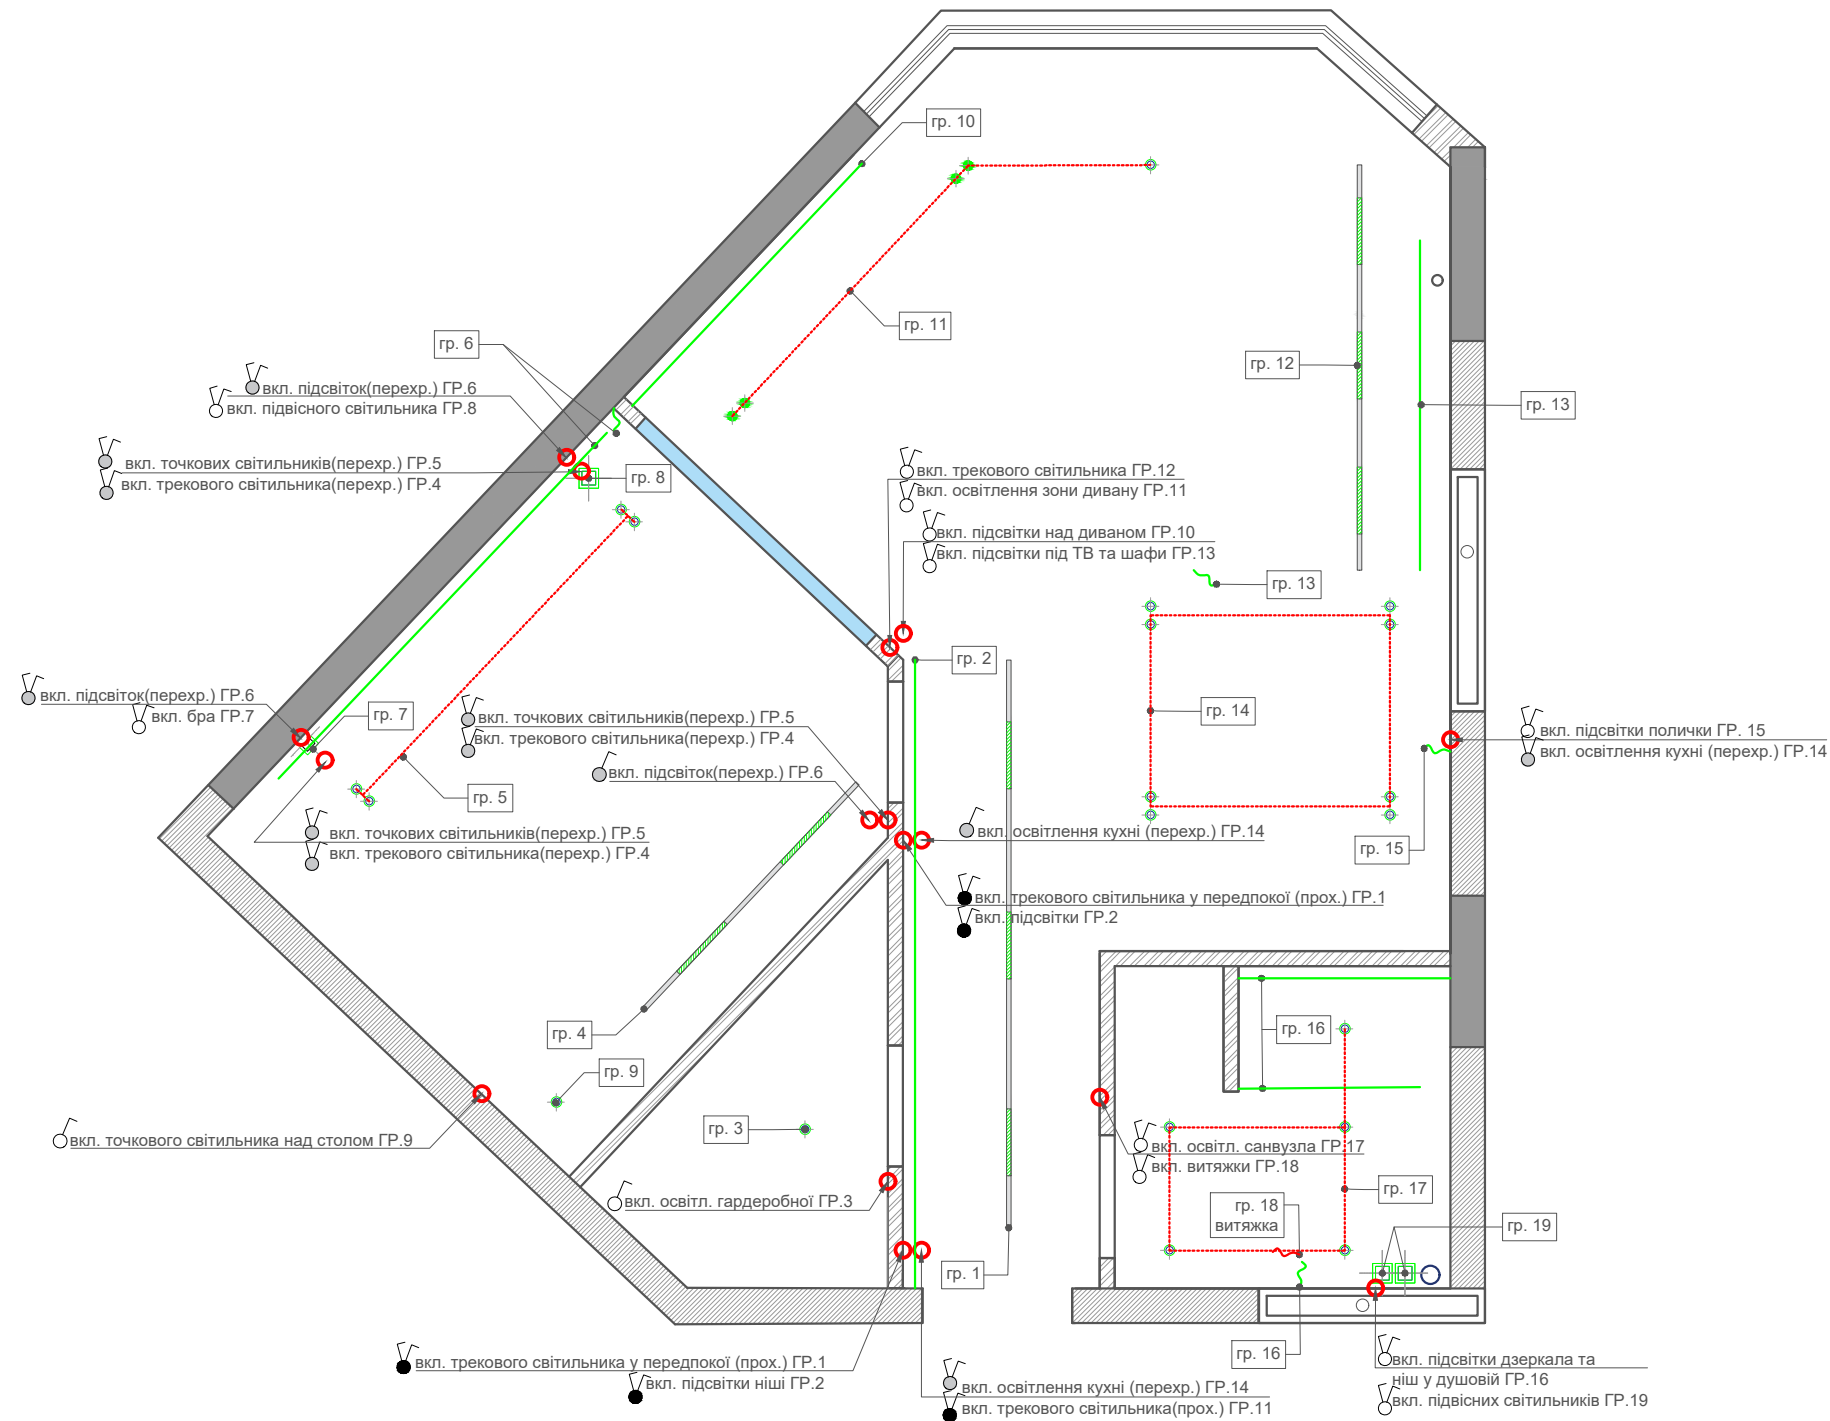 гр. 10
гр. 11
гр. 6
гр. 12
вкл. підсвіток(перехр.) ГР.6
вкл. підвісного світильника ГР.8
гр. 13
вкл. точкових світільників(перехр.) ГР.5
вкл. трекового світильника(перехр.) ГР.4
гр. 8
вкл. трекового світильника ГР.12
вкл. освітлення зони дивану ГР.11
вкл. підсвітки над диваном ГР.10
вкл. підсвітки під ТВ та шафи ГР.13
гр. 13
гр. 2
вкл. підсвіток(перехр.) ГР.6
вкл. бра ГР.7
гр. 7
вкл. точкових світільників(перехр.) ГР.5
вкл. трекового світильника(перехр.) ГР.4
гр. 14
вкл. підсвітки полички ГР. 15
вкл. освітлення кухні (перехр.) ГР.14
вкл. підсвіток(перехр.) ГР.6
гр. 5
вкл. точкових світільників(перехр.) ГР.5
вкл. трекового світильника(перехр.) ГР.4
вкл. освітлення кухні (перехр.) ГР.14
гр. 15
вкл. трекового світильника у передпокої (прох.) ГР.1
вкл. підсвітки ГР.2
гр. 4
гр. 16
гр. 9
гр. 3
вкл. точкового світильника над столом ГР.9
вкл. освітл. санвузла ГР.17
вкл. витяжки ГР.18
гр. 17
вкл. освітл. гардеробної ГР.3
гр. 18
витяжка
гр. 19
гр. 1
гр. 16
вкл. трекового світильника у передпокої (прох.) ГР.1
вкл. підсвітки ніші ГР.2
вкл. освітлення кухні (перехр.) ГР.14
вкл. трекового світильника(прох.) ГР.11
вкл. підсвітки дзеркала та
ніш у душовій ГР.16
вкл. підвісних світильників ГР.19